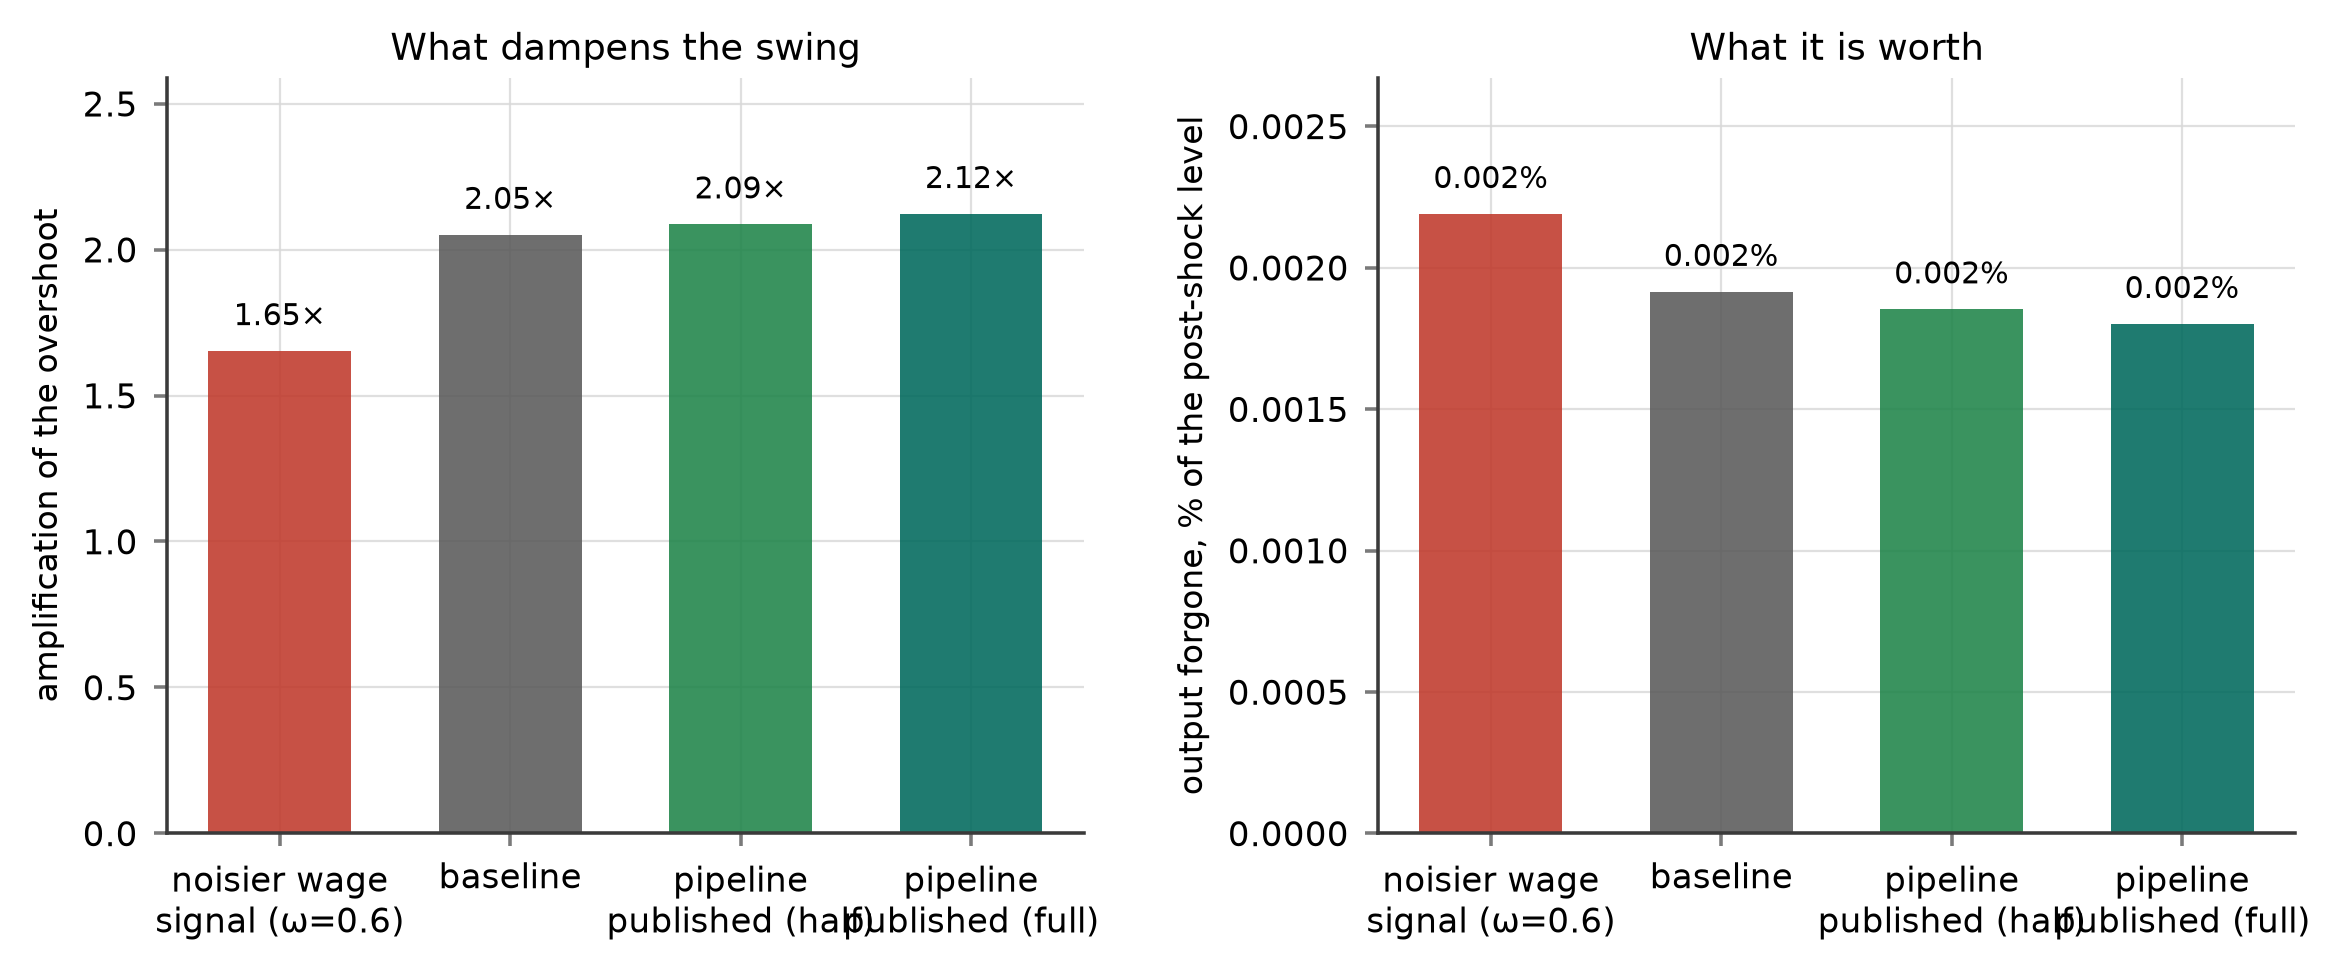 What dampens the swing
amplification of the overshoot
2.5
2.0
1.5
1.0
0.5
0.0
1.65×
2.05×
2.09×
2.12×
noisier wage
signal (ω=0.6)
baseline
pipeline
published (half)
pipeline
published (full)
What it is worth
output forgone, % of the post-shock level
0.0025
0.0020
0.0015
0.0010
0.0005
0.0000
0.002%
0.002%
0.002%
0.002%
noisier wage
signal (ω=0.6)
baseline
pipeline
published (half)
pipeline
published (full)